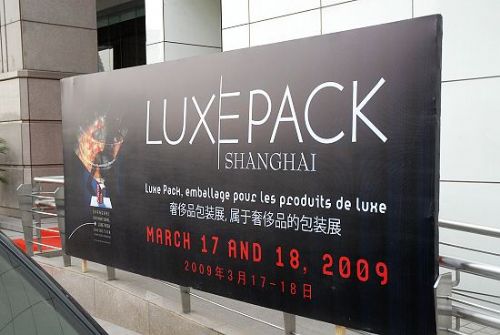 LUXEPACK
SHANGHAI
Luxe Pack, emballage pour les produits de luxe
奢侈品包装展, 属于奢侈品的包装展
MARCH 17 AND 18, 2009
2009年3月17-18日